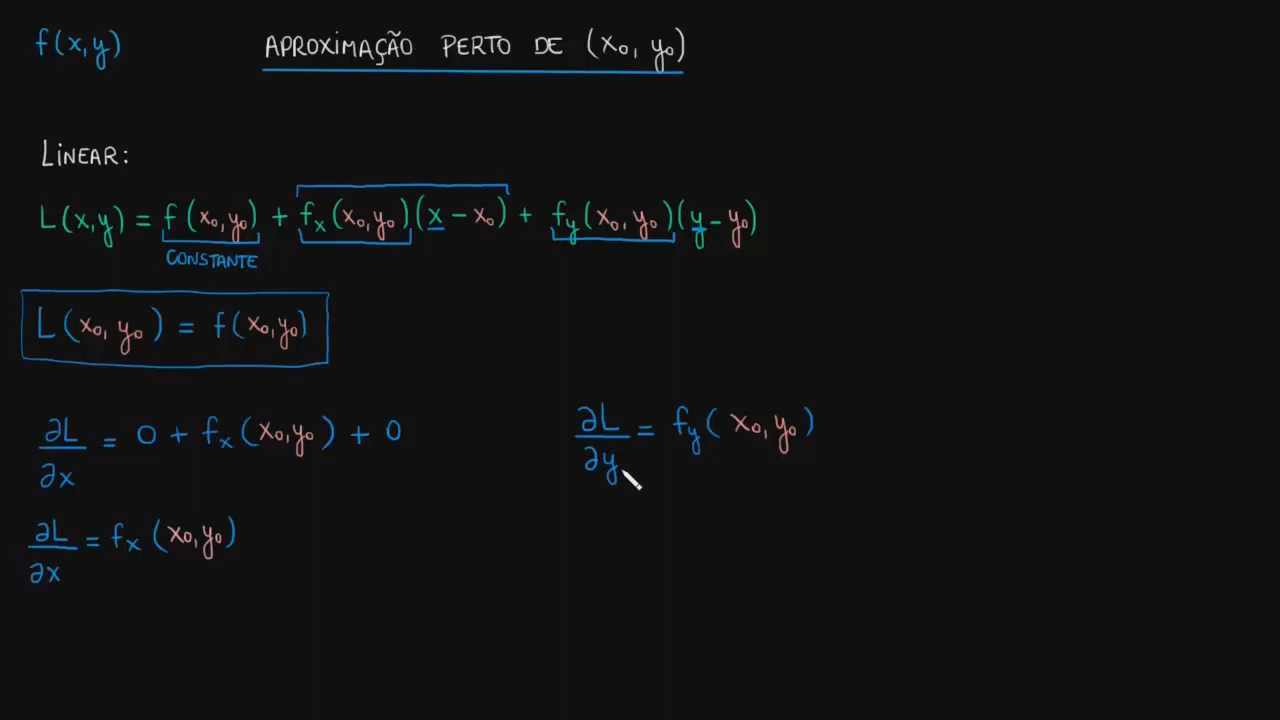 f(x,y)
APROXIMAÇÃO PERTO DE (x₀, y₀)
LINEAR:
L(x,y) = f(x₀,y₀) + fₓ(x₀,y₀)(x - x₀) + f_y(x₀,y₀)(y - y₀)
CONSTANTE
L(x₀,y₀) = f(x₀,y₀)
∂L/∂x = 0 + fₓ(x₀,y₀) + 0
∂L/∂y = f_y(x₀,y₀)
∂L/∂x = fₓ(x₀,y₀)